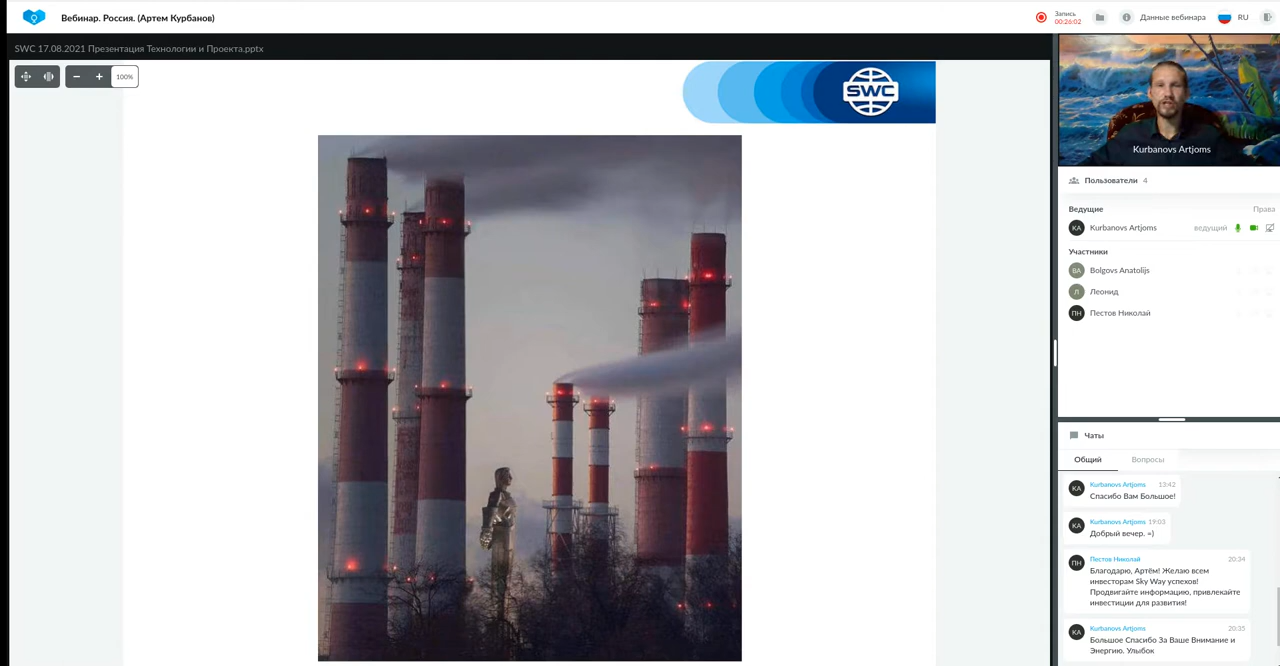 Вебинар. Россия. (Артем Курбанов)
Запись
00:26:02
Данные вебинара
RU
SWC 17.08.2021 Презентация Технологии и Проекта.pptx
100%
SWC
Kurbanovs Artjoms
Пользователи 4
Ведущие
Права
KA
Kurbanovs Artjoms
ведущий
Участники
BA
Bolgovs Anatolijs
Л
Леонид
ПН
Пестов Николай
Чаты
Общий
Вопросы
KA
Kurbanovs Artjoms 13:42
Спасибо Вам Большое!
KA
Kurbanovs Artjoms 19:03
Добрый вечер. =)
ПН
Пестов Николай 20:34
Благодарю, Артём! Желаю всем
инвесторам Sky Way успехов!
Продвигайте информацию, привлекайте
инвестиции для развития!
KA
Kurbanovs Artjoms 20:35
Большое Спасибо За Ваше Внимание и
Энергию. Улыбок